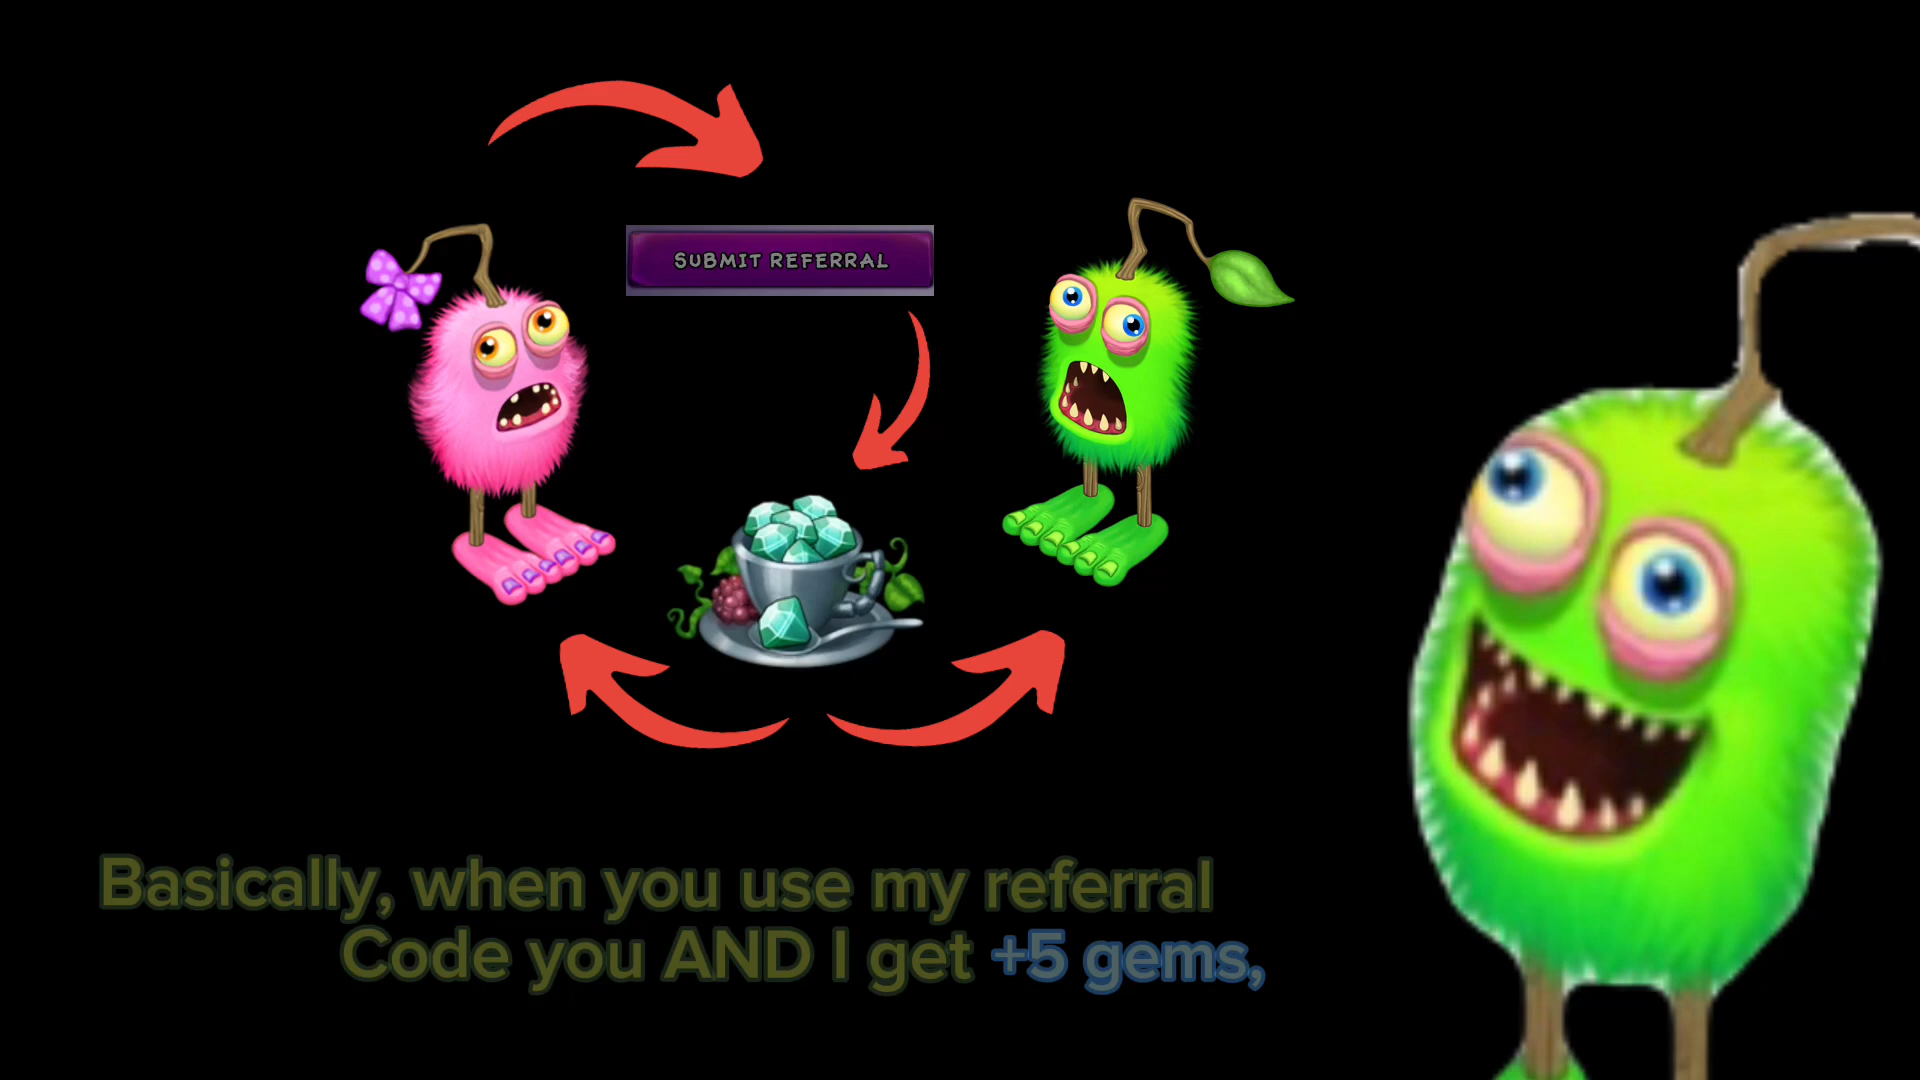 SUBMIT REFERRAL
Basically, when you use my referral
Code you AND I get +5 gems,